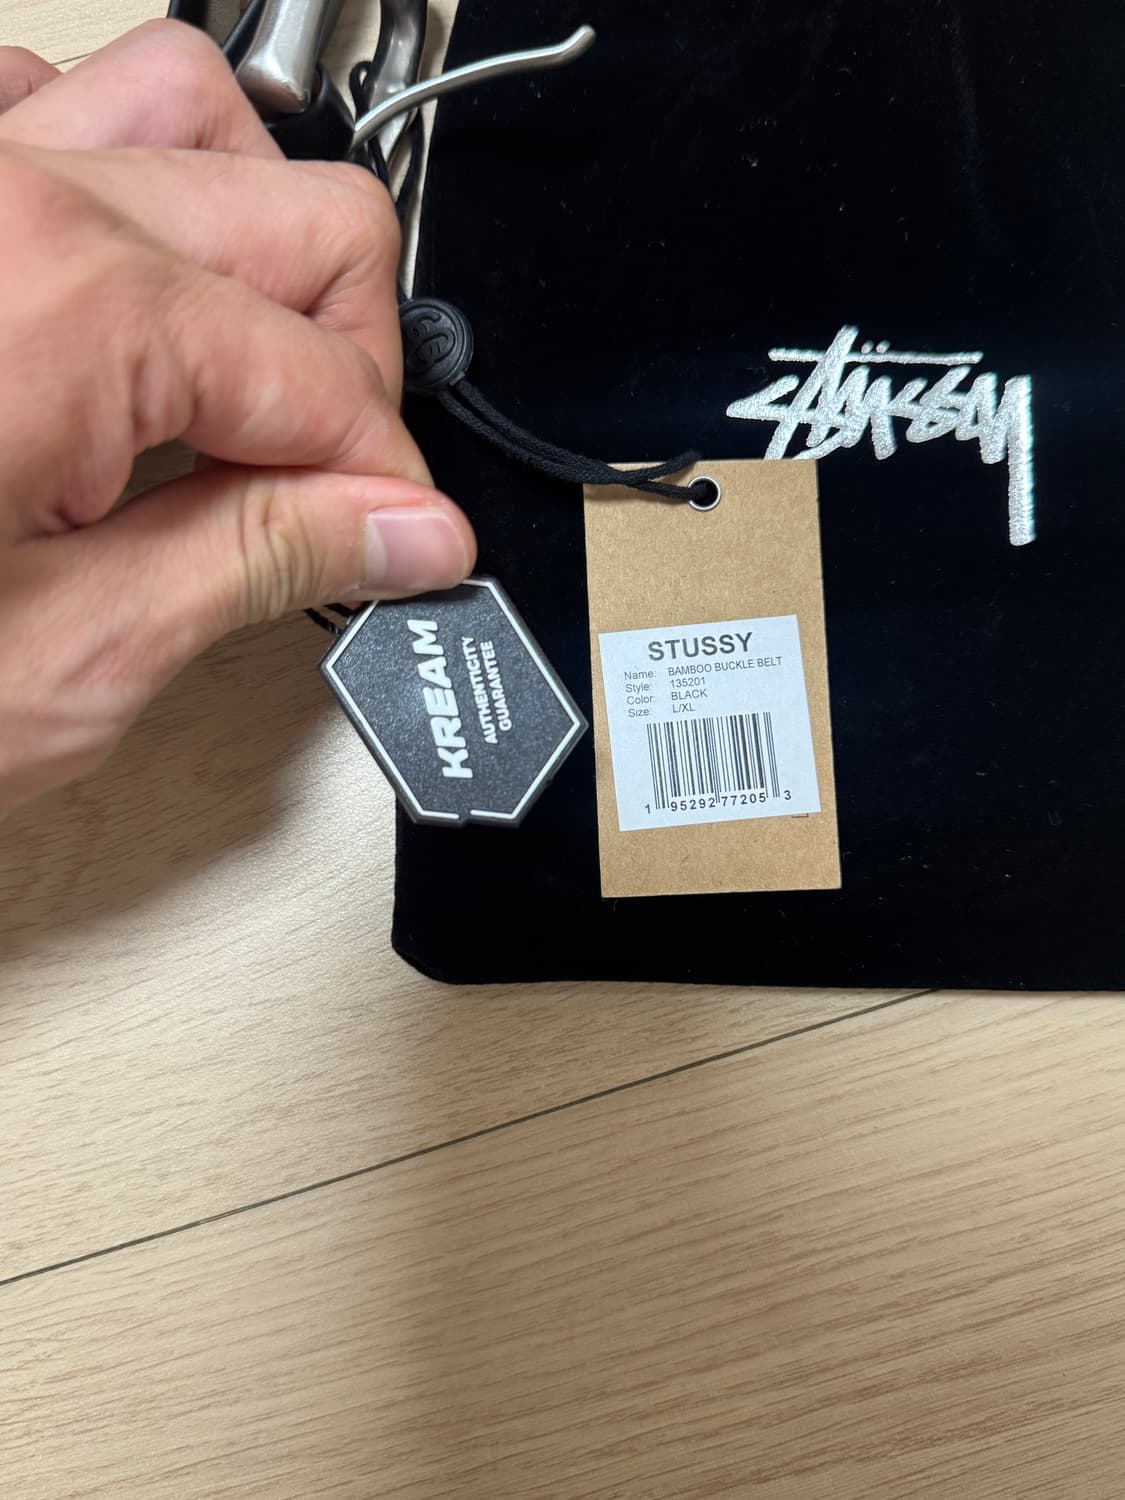 STÜSSY
STUSSY
Name: BAMBOO BUCKLE BELT
Style: 135201
Color: BLACK
Size: L/XL
1 95292 77205 3
KREAM
AUTHENTICITY
GUARANTEE